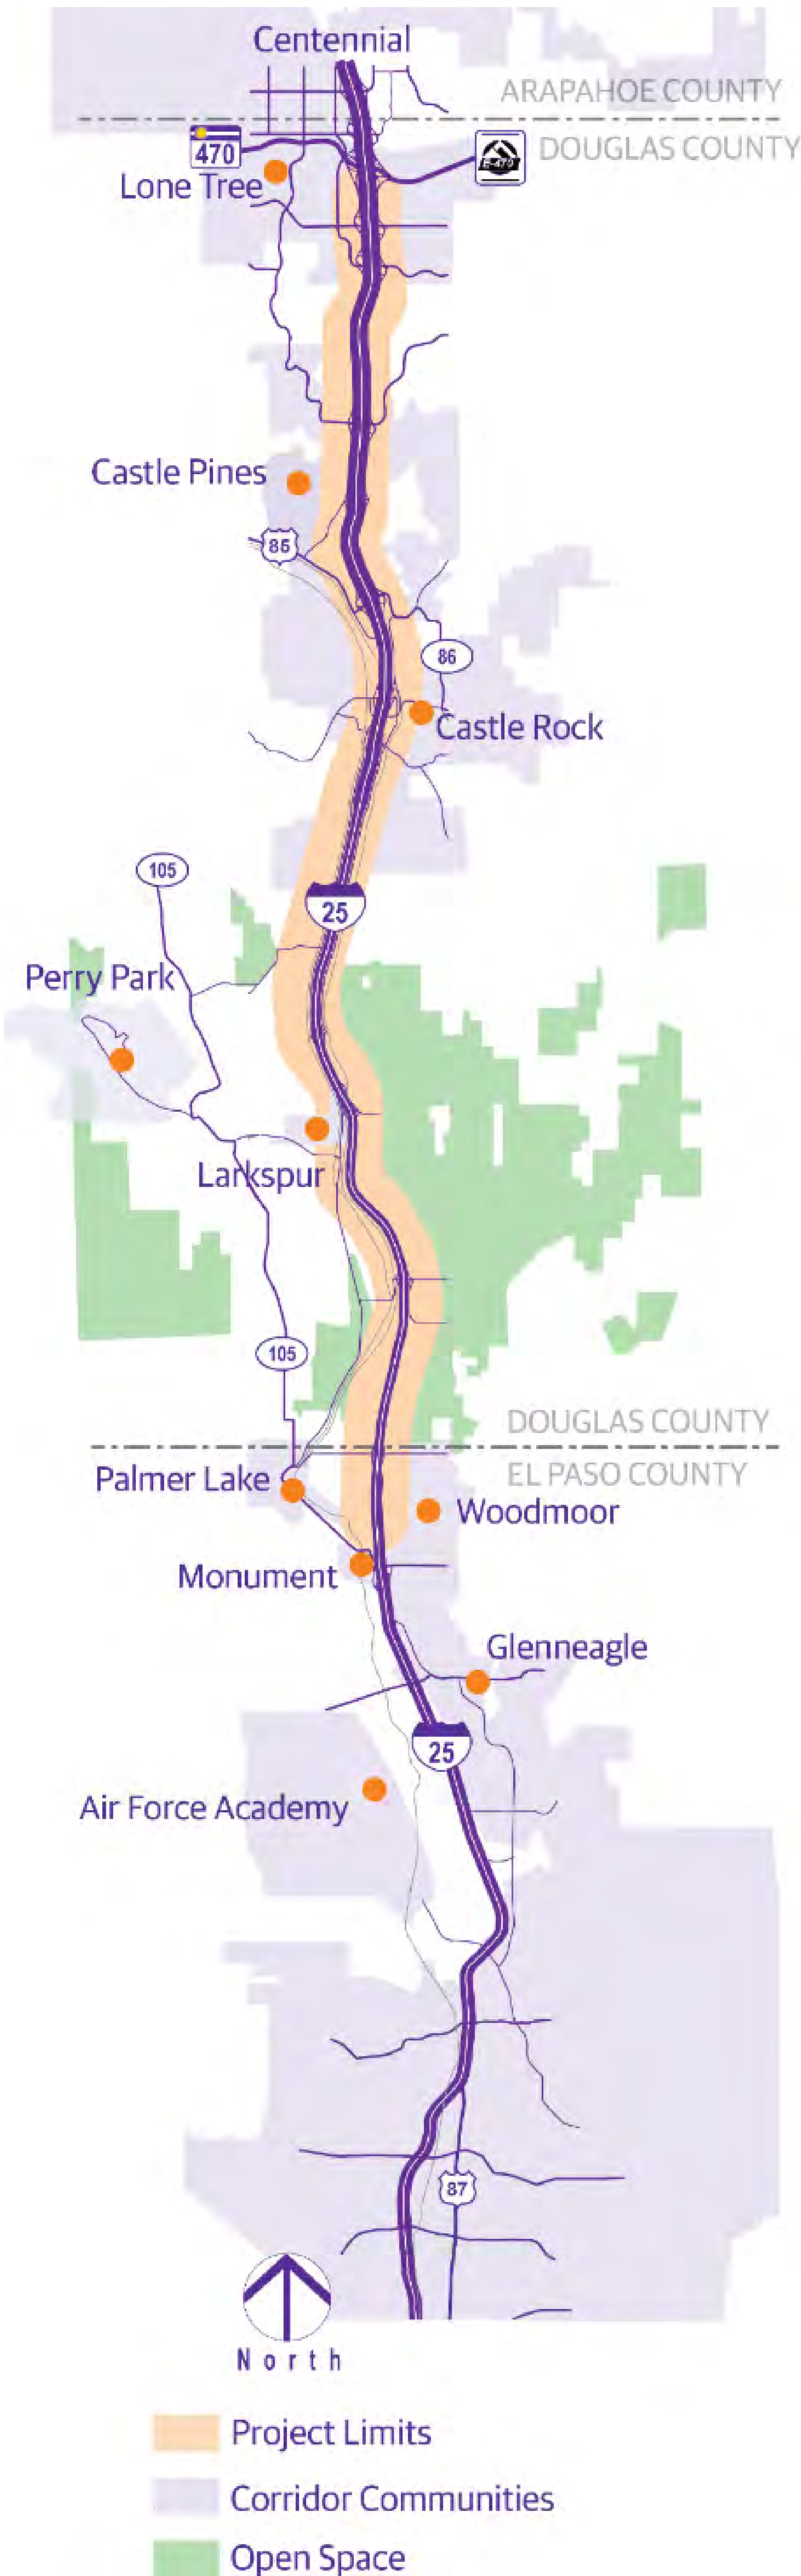 Centennial
ARAPAHOE COUNTY
DOUGLAS COUNTY
470
E-470
Lone Tree
Castle Pines
85
86
Castle Rock
105
25
Perry Park
Larkspur
105
DOUGLAS COUNTY
EL PASO COUNTY
Palmer Lake
Woodmoor
Monument
Glenneagle
25
Air Force Academy
87
North
Project Limits
Corridor Communities
Open Space